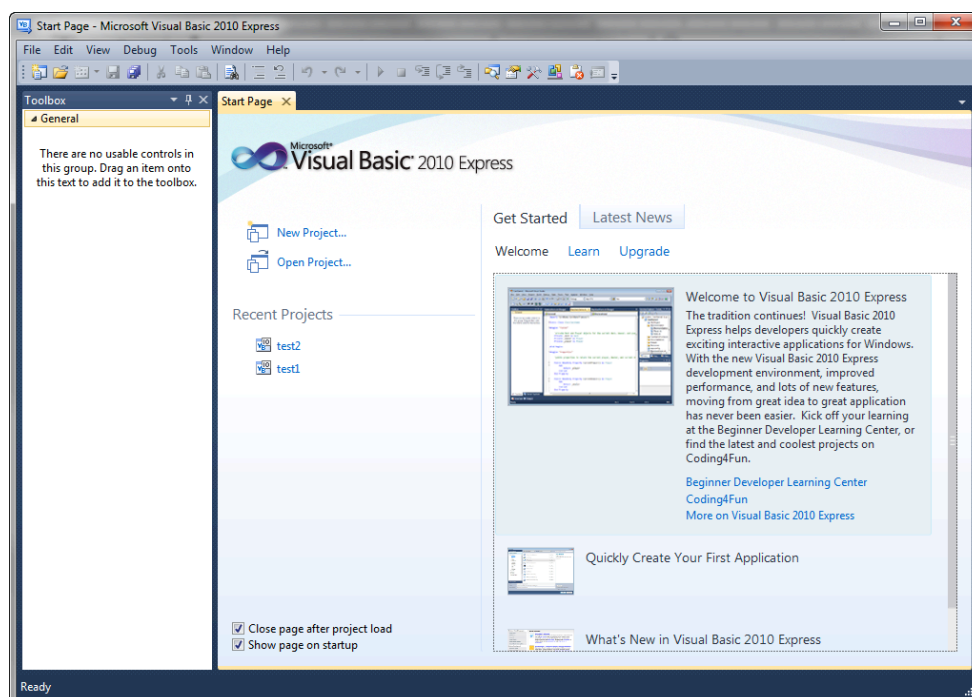 Start Page - Microsoft Visual Basic 2010 Express
File Edit View Debug Tools Window Help
Toolbox
Start Page
General
There are no usable controls in
this group. Drag an item onto
this text to add it to the toolbox.
Microsoft®
Visual Basic® 2010 Express
New Project...
Open Project...
Recent Projects
test2
test1
Close page after project load
Show page on startup
Get Started
Latest News
Welcome Learn Upgrade
Welcome to Visual Basic 2010 Express
The tradition continues! Visual Basic 2010
Express helps developers quickly create
exciting interactive applications for Windows.
With the new Visual Basic 2010 Express
development environment, improved
performance, and lots of new features,
moving from great idea to great application
has never been easier. Kick off your learning
at the Beginner Developer Learning Center, or
find the latest and coolest projects on
Coding4Fun.
Beginner Developer Learning Center
Coding4Fun
More on Visual Basic 2010 Express
Quickly Create Your First Application
What's New in Visual Basic 2010 Express
Ready